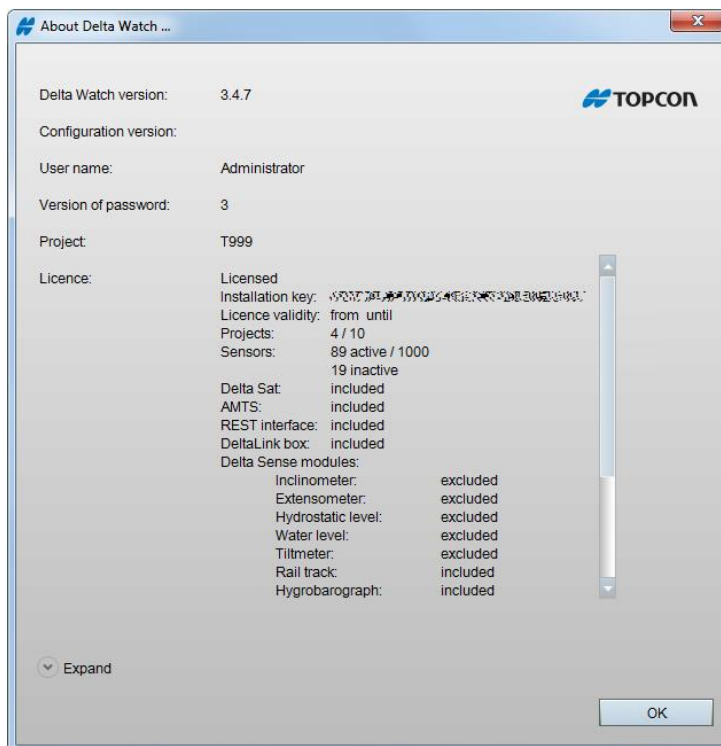 About Delta Watch ...
TOPCON
Delta Watch version: 3.4.7
Configuration version:
User name: Administrator
Version of password: 3
Project: T999
Licence: Licensed
Installation key:
Licence validity: from until
Projects: 4 / 10
Sensors: 89 active / 1000
19 inactive
Delta Sat: included
AMTS: included
REST interface: included
DeltaLink box: included
Delta Sense modules:
Inclinometer: excluded
Extensometer: excluded
Hydrostatic level: excluded
Water level: excluded
Tiltmeter: excluded
Rail track: included
Hygrobarograph: included
Expand
OK